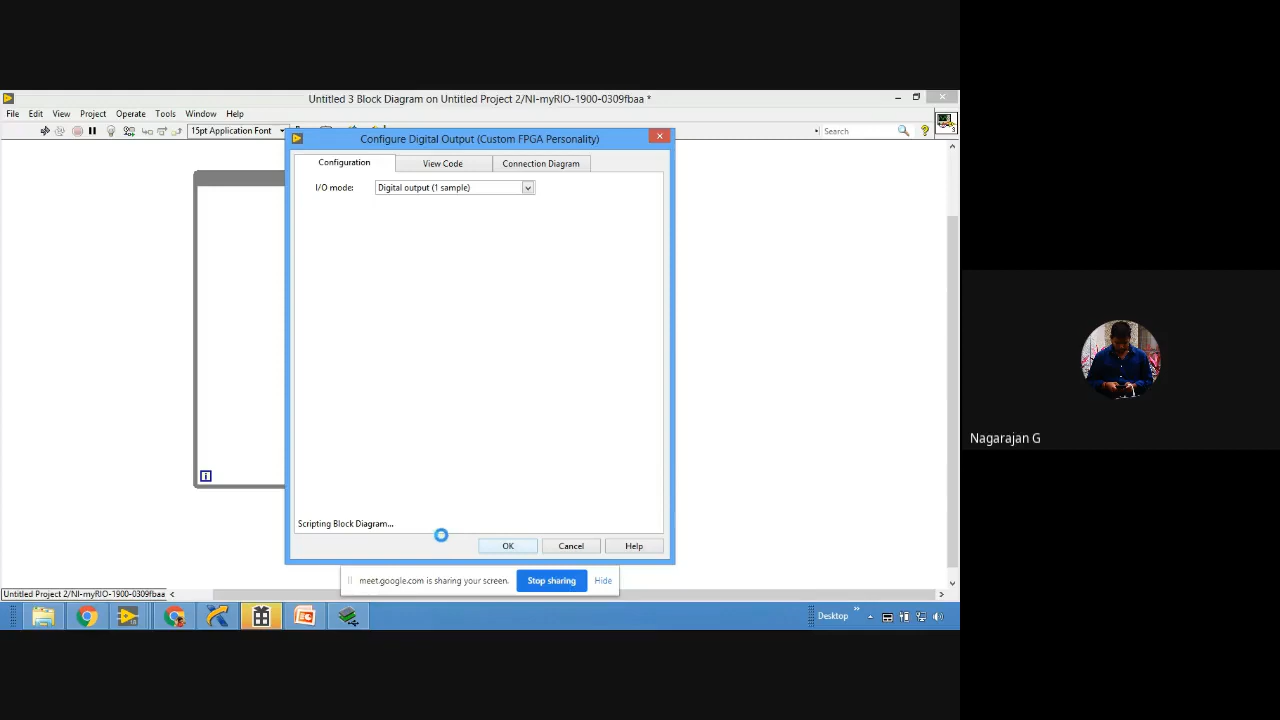 Untitled 3 Block Diagram on Untitled Project 2/NI-myRIO-1900-0309fbaa *
File Edit View Project Operate Tools Window Help
15pt Application Font
Search
Configure Digital Output (Custom FPGA Personality)
Configuration View Code Connection Diagram
I/O mode: Digital output (1 sample)
i
Scripting Block Diagram...
OK Cancel Help
meet.google.com is sharing your screen. Stop sharing Hide
Untitled Project 2/NI-myRIO-1900-0309fbaa
Desktop
Nagarajan G